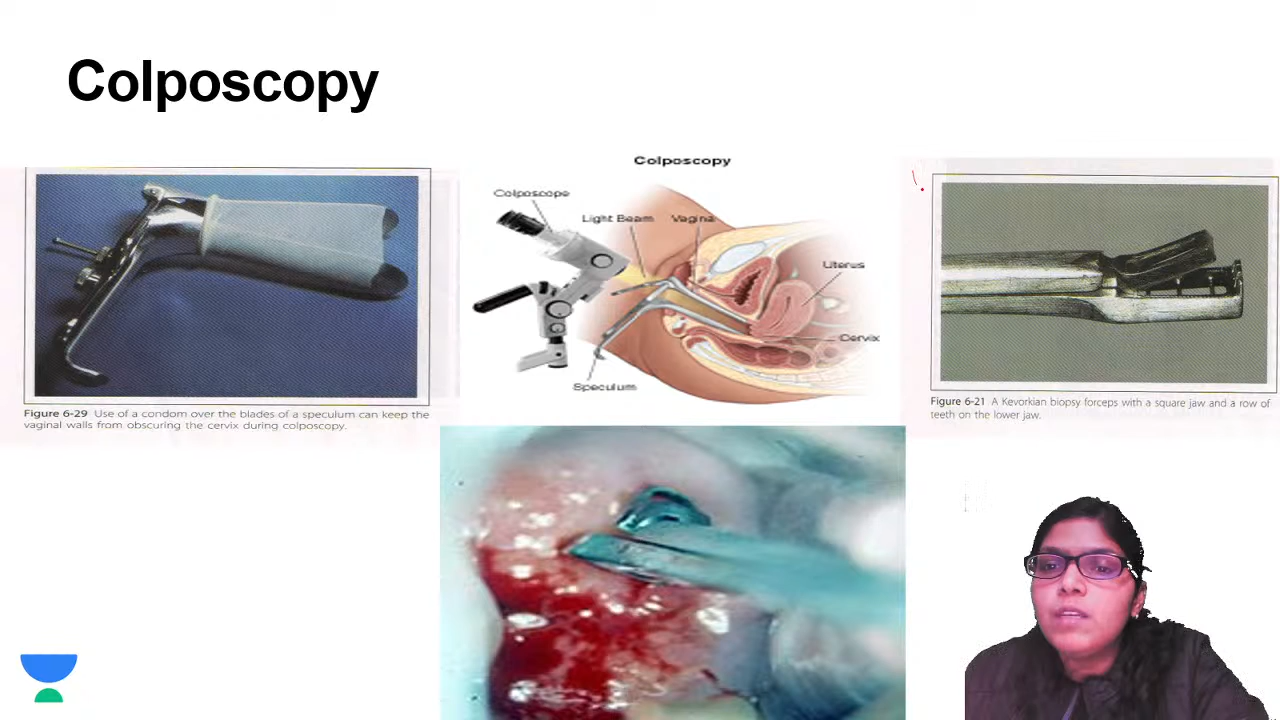 Colposcopy
Colposcopy
Colposcope
Light Beam
Vagina
Uterus
Cervix
Speculum
Figure 6-29 Use of a condom over the blades of a speculum can keep the
vaginal walls from obscuring the cervix during colposcopy.
Figure 6-21 A Kevorkian biopsy forceps with a square jaw and a row of
teeth on the lower jaw.